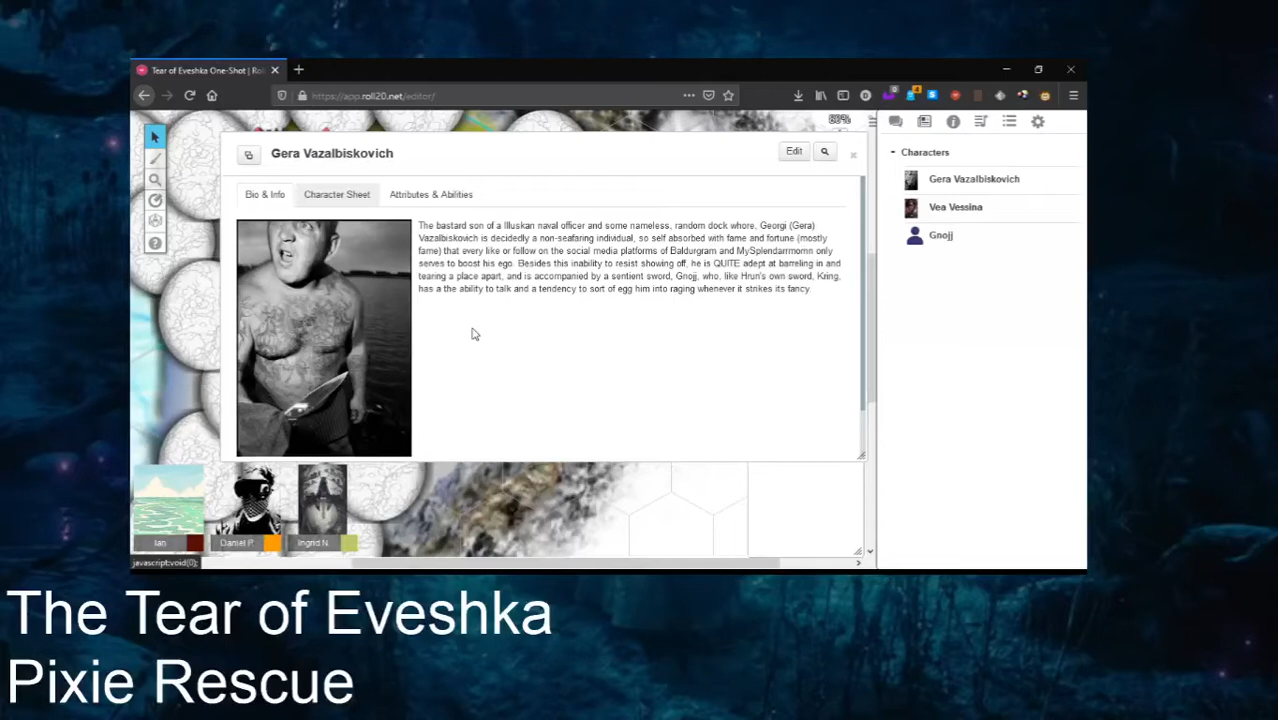 Tear of Eveshka One-Shot | Roll
https://app.roll20.net/editor/
0
4
80%
Gera Vazalbiskovich
Edit
Bio & Info
Character Sheet
Attributes & Abilities
The bastard son of a Illuskan naval officer and some nameless, random dock whore, Georgi (Gera)
Vazalbiskovich is decidedly a non-seafaring individual, so self absorbed with fame and fortune (mostly
fame) that every like or follow on the social media platforms of Baldurgram and MySplendarrmomn only
serves to boost his ego. Besides this inability to resist showing off, he is QUITE adept at barreling in and
tearing a place apart, and is accompanied by a sentient sword, Gnojj, who, like Hrun's own sword, Kring,
has a the ability to talk and a tendency to sort of egg him into raging whenever it strikes its fancy.
Characters
Gera Vazalbiskovich
Vea Vessina
Gnojj
Ian
Daniel P.
Ingrid N.
javascript:void(0);
The Tear of Eveshka
Pixie Rescue